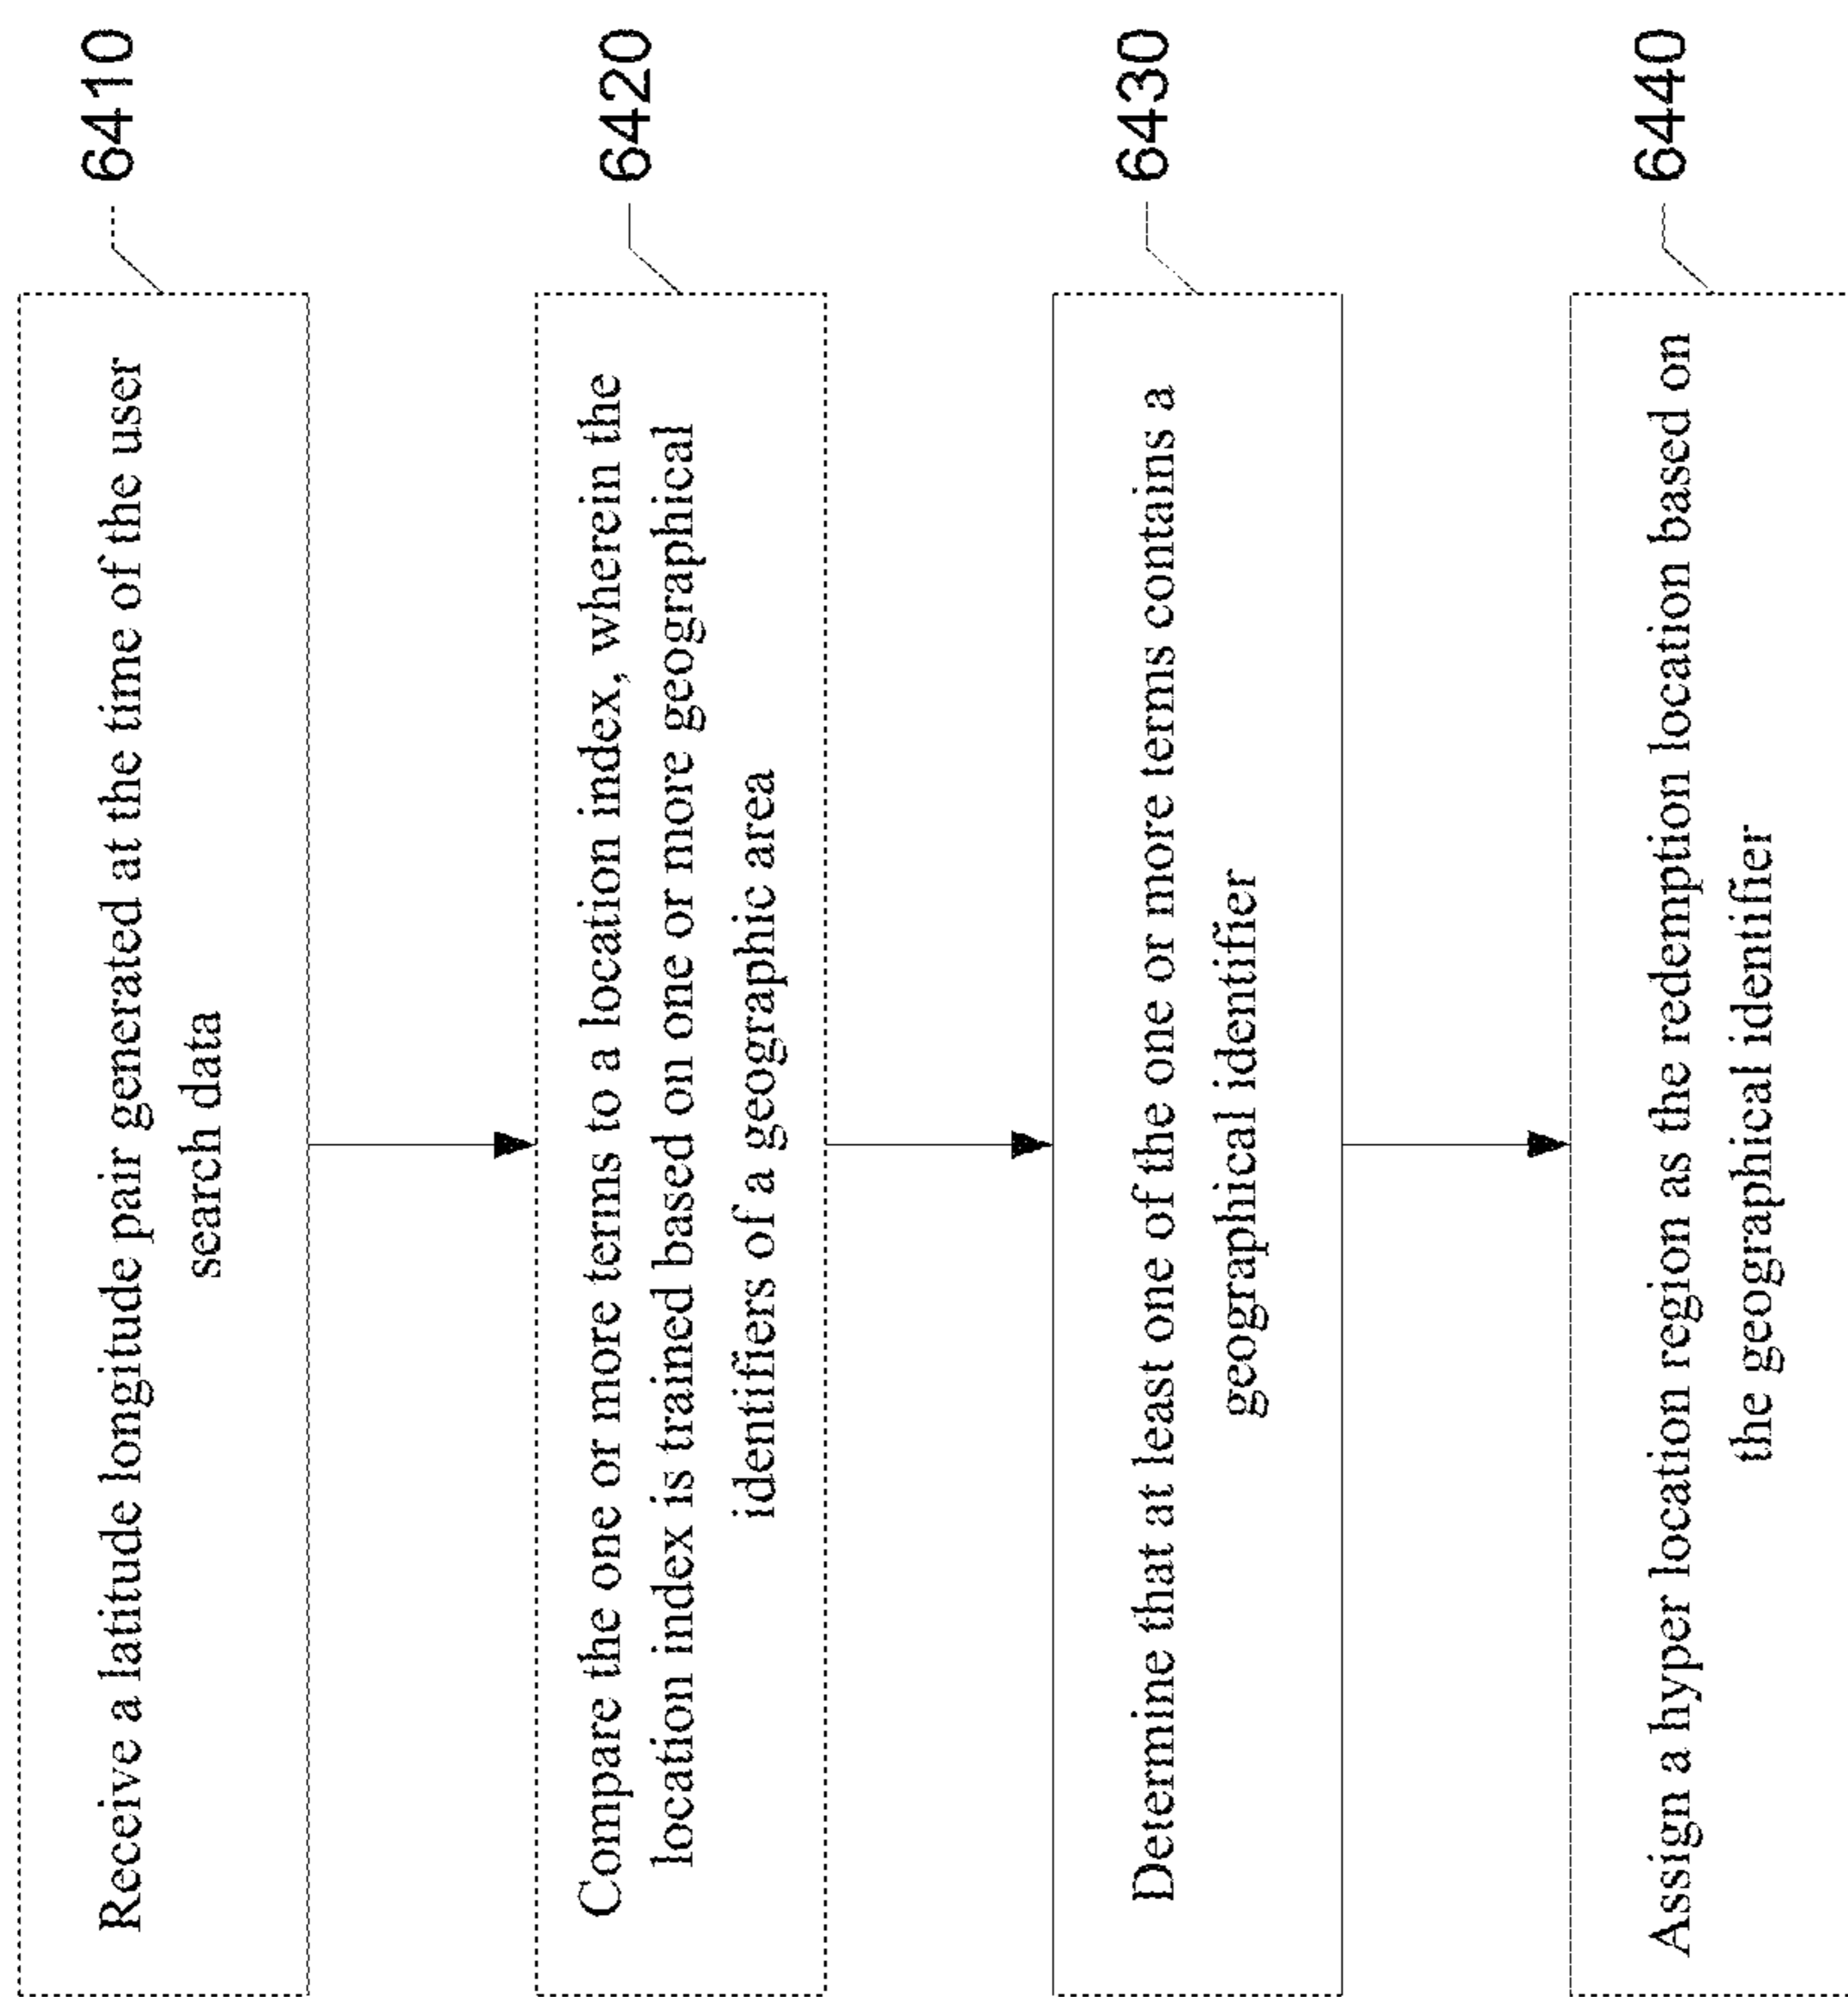 Receive a latitude longitude pair generated at the time of the user
search data
6410
Compare the one or more terms to a location index, wherein the
location index is trained based on one or more geographical
identifiers of a geographic area
6420
Determine that at least one of the one or more terms contains a
geographical identifier
6430
Assign a hyper location region as the redemption location based on
the geographical identifier
6440